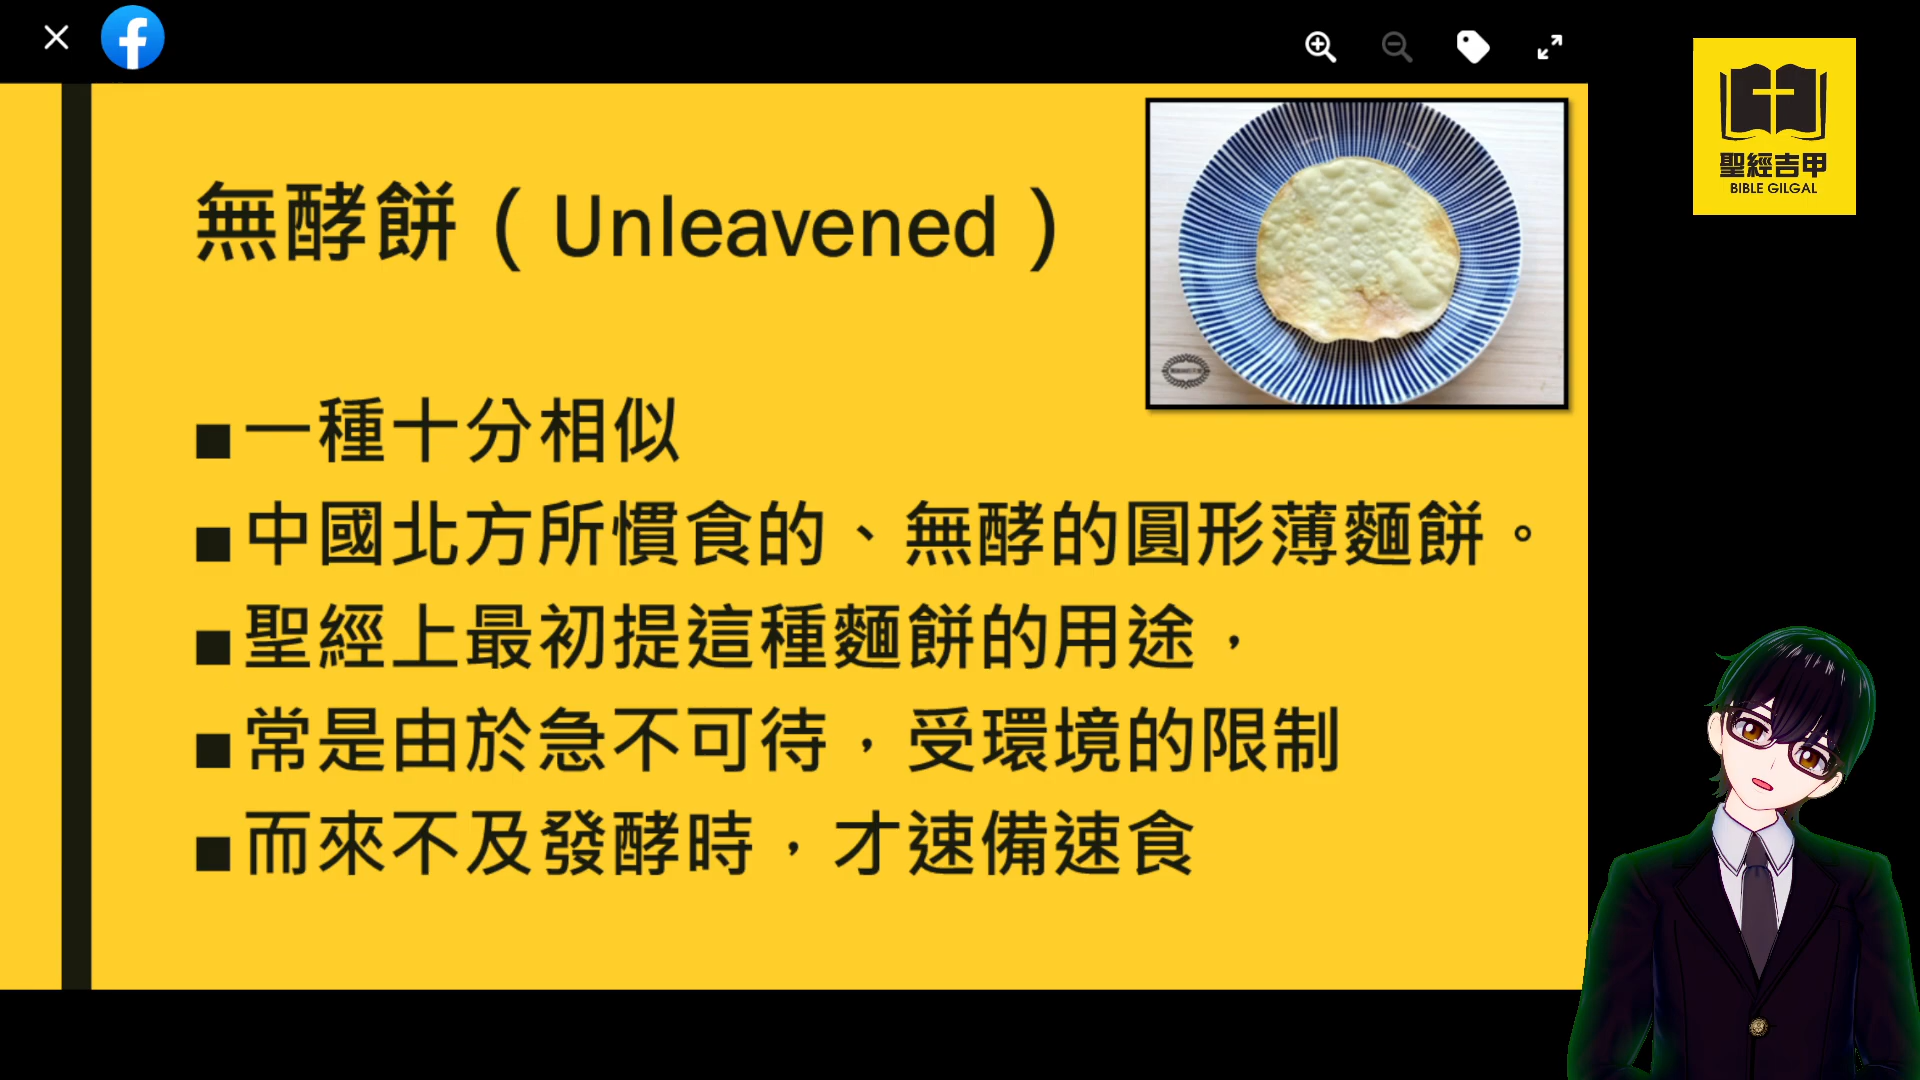 無酵餅（Unleavened）
■一種十分相似
■中國北方所慣食的、無酵的圓形薄麵餅。
■聖經上最初提這種麵餅的用途，
■常是由於急不可待，受環境的限制
■而來不及發酵時，才速備速食
聖經吉甲
BIBLE GILGAL